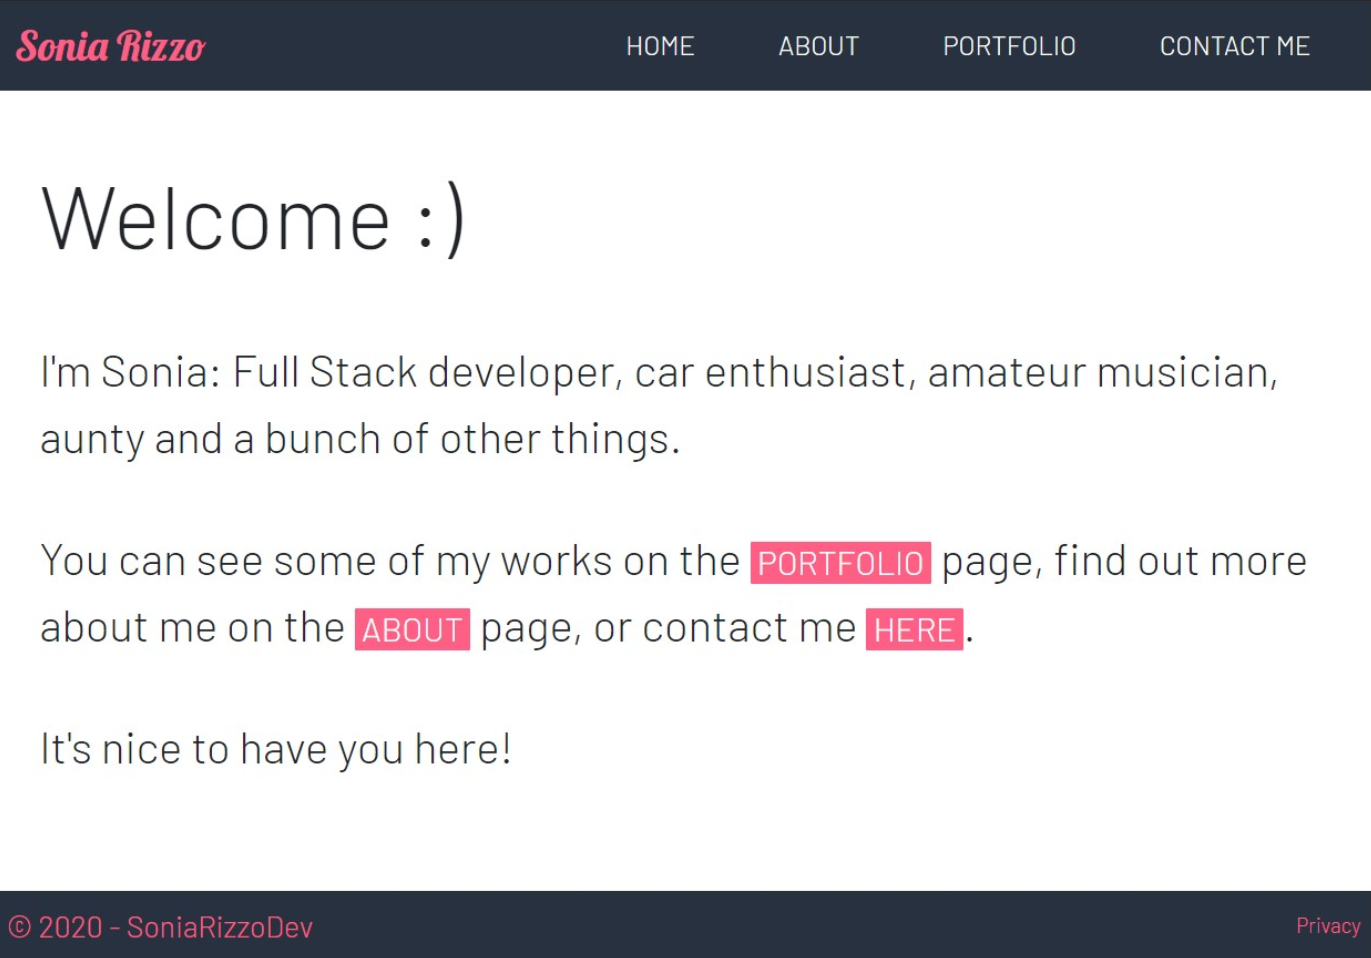 Sonia Rizzo
HOME ABOUT PORTFOLIO CONTACT ME
Welcome :)
I'm Sonia: Full Stack developer, car enthusiast, amateur musician,
aunty and a bunch of other things.
You can see some of my works on the PORTFOLIO page, find out more
about me on the ABOUT page, or contact me HERE.
It's nice to have you here!
© 2020 - SoniaRizzoDev
Privacy